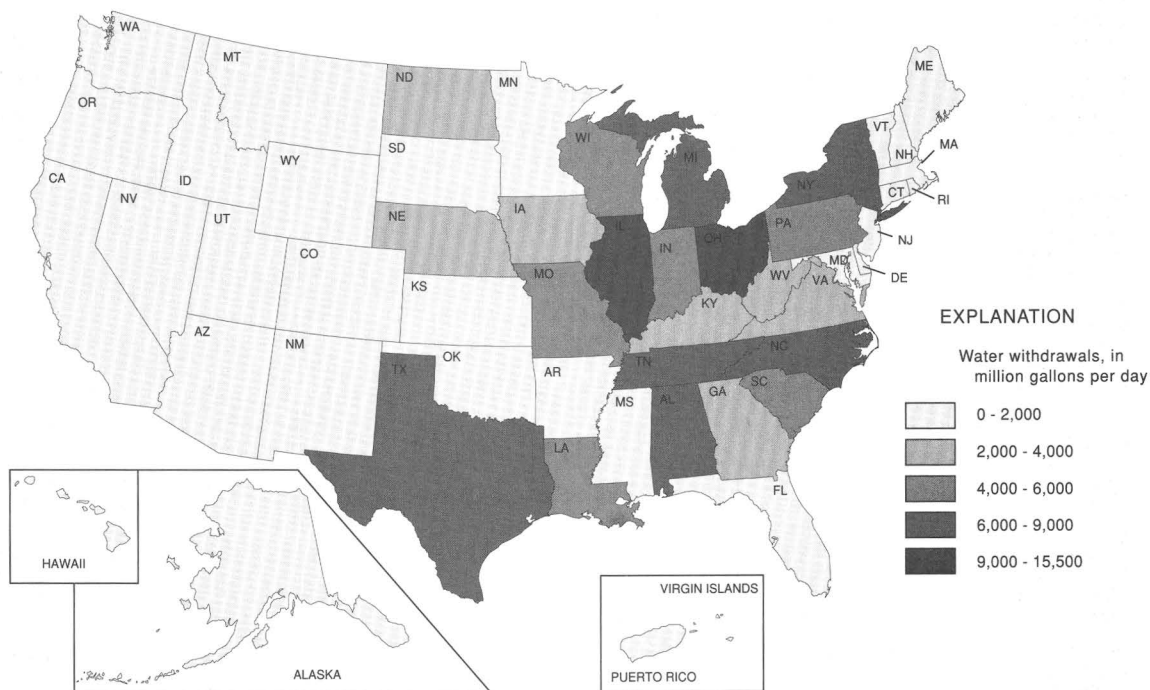 WA
MT
ND
MN
ME
OR
VT
WI
SD
MI
NH
MA
WY
ID
NY
CA
RI
NV
CT
IA
NE
PA
UT
NJ
IL
OH
IN
CO
MD
MO
WV
DE
KS
VA
KY
AZ
NM
NC
TN
OK
TX
AR
SC
MS
AL
GA
LA
FL
HAWAII
ALASKA
VIRGIN ISLANDS
PUERTO RICO
EXPLANATION
Water withdrawals, in
million gallons per day
0 - 2,000
2,000 - 4,000
4,000 - 6,000
6,000 - 9,000
9,000 - 15,500